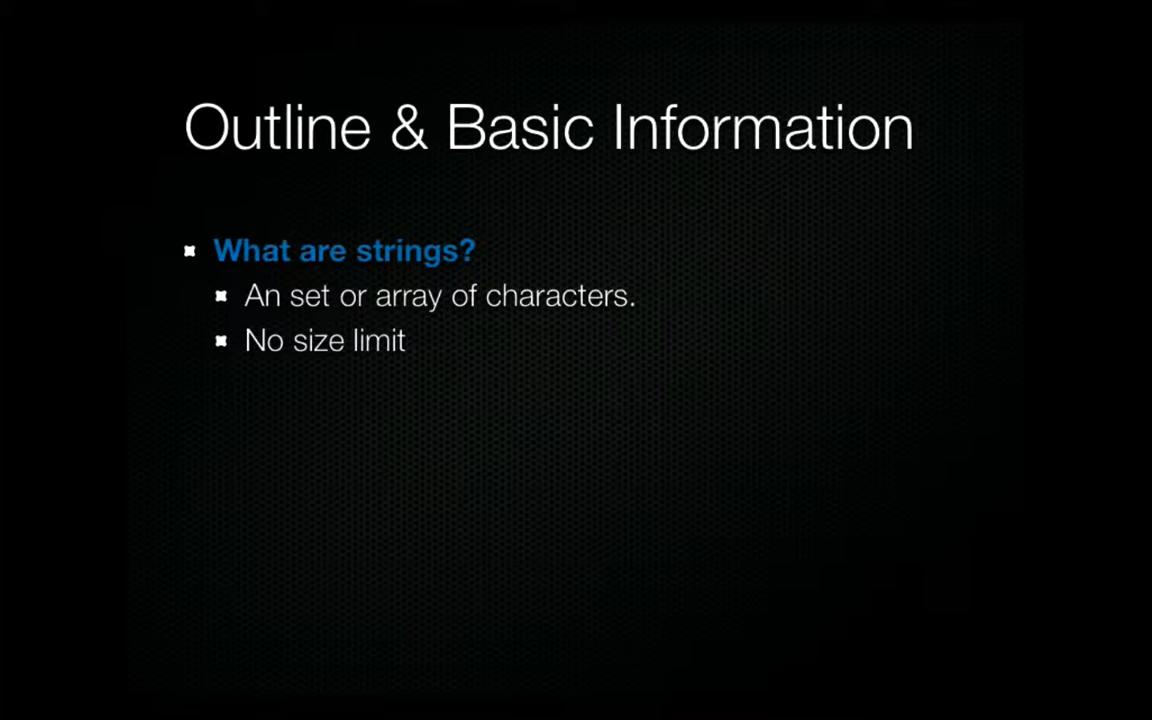 Outline & Basic Information
What are strings?
An set or array of characters.
No size limit